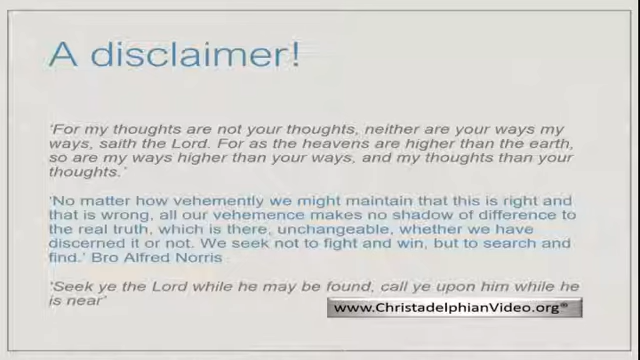 A disclaimer!
‘For my thoughts are not your thoughts, neither are your ways my
ways, saith the Lord. For as the heavens are higher than the earth,
so are my ways higher than your ways, and my thoughts than your
thoughts.’
‘No matter how vehemently we might maintain that this is right and
that is wrong, all our vehemence makes no shadow of difference to
the real truth, which is there, unchangeable, whether we have
discerned it or not. We seek not to fight and win, but to search and
find.’ Bro Alfred Norris
‘Seek ye the Lord while he may be found, call ye upon him while he
is near’
www.ChristadelphianVideo.org®